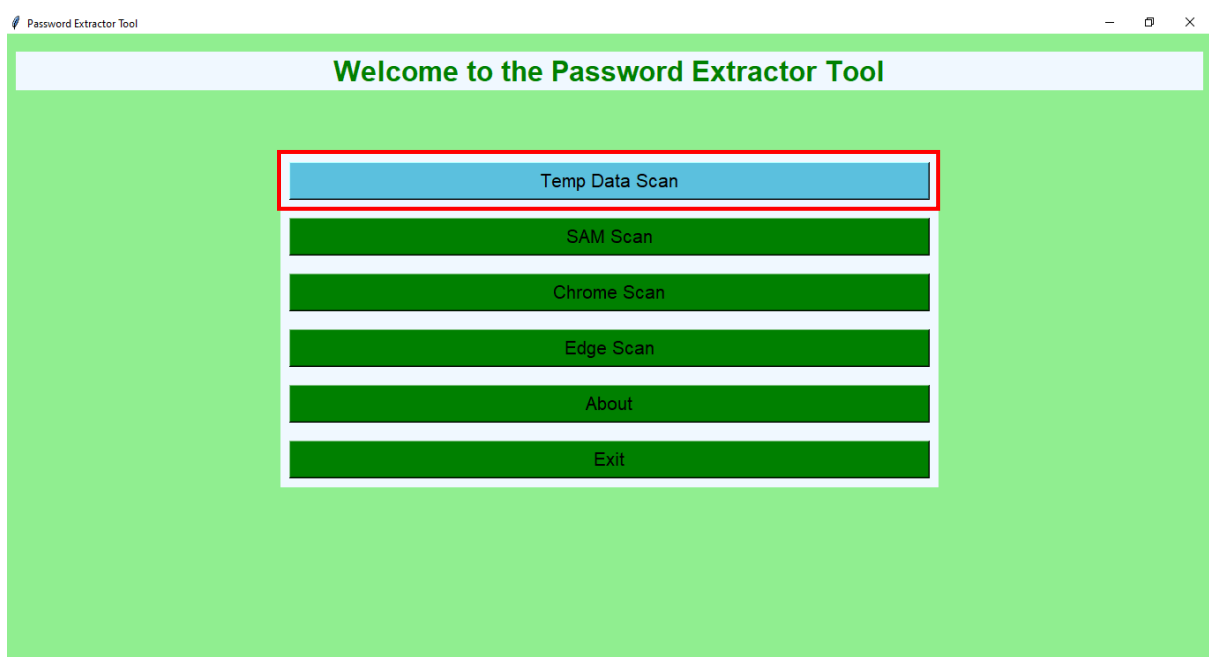 Password Extractor Tool
Welcome to the Password Extractor Tool
Temp Data Scan
SAM Scan
Chrome Scan
Edge Scan
About
Exit